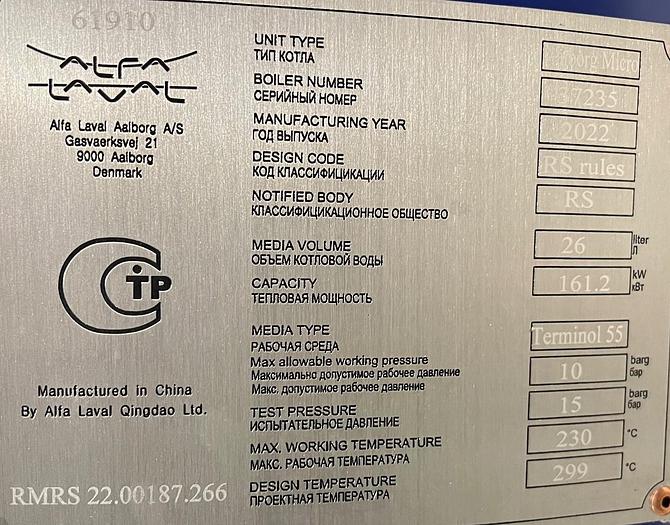 61910
ALFA
LAVAL
Alfa Laval Aalborg A/S
Gasvaerksvej 21
9000 Aalborg
Denmark
СТР
Manufactured in China
By Alfa Laval Qingdao Ltd.
RMRS 22.00187.266
UNIT TYPE
ТИП КОТЛА
Micro
BOILER NUMBER
СЕРИЙНЫЙ НОМЕР
7235
MANUFACTURING YEAR
ГОД ВЫПУСКА
2022
DESIGN CODE
КОД КЛАССИФИЦИКАЦИИ
RS rules
NOTIFIED BODY
КЛАССИФИЦИКАЦИОННОЕ ОБЩЕСТВО
RS
MEDIA VOLUME
ОБЪЕМ КОТЛОВОЙ ВОДЫ
26 liter
Л
CAPACITY
ТЕПЛОВАЯ МОЩНОСТЬ
161.2 kW
кВт
MEDIA TYPE
РАБОЧАЯ СРЕДА
Terminol 55
Max allowable working pressure
Максимально допустимое рабочее давление
Макс. допустимое рабочее давление
10 barg
бар
TEST PRESSURE
ИСПЫТАТЕЛЬНОЕ ДАВЛЕНИЕ
15 barg
бар
MAX. WORKING TEMPERATURE
МАКС. РАБОЧАЯ ТЕМПЕРАТУРА
230 °C
DESIGN TEMPERATURE
ПРОЕКТНАЯ ТЕМПЕРАТУРА
299 °C